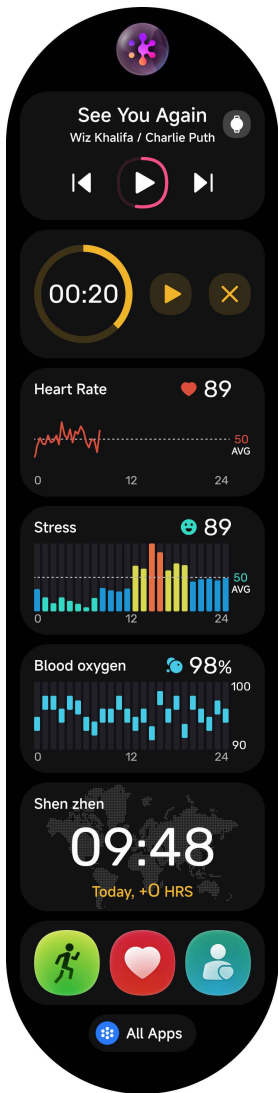 See You Again
Wiz Khalifa / Charlie Puth
00:20
Heart Rate 89
50
AVG
0 12 24
Stress 89
50
AVG
0 12 24
Blood oxygen 98%
100
90
0 12 24
Shen zhen
09:48
Today, +0 HRS
All Apps